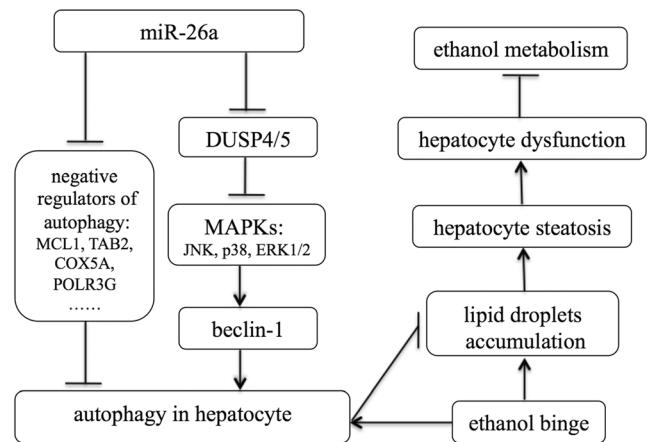 miR-26a
DUSP4/5
negative
regulators of
autophagy:
MCL1, TAB2,
COX5A,
POLR3G
……
MAPKs:
JNK, p38, ERK1/2
beclin-1
autophagy in hepatocyte
ethanol metabolism
hepatocyte dysfunction
hepatocyte steatosis
lipid droplets
accumulation
ethanol binge